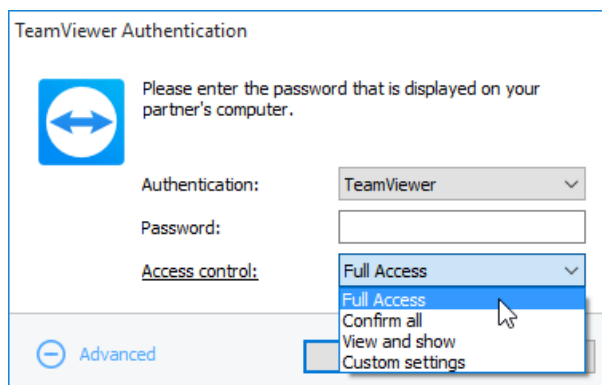 TeamViewer Authentication
Please enter the password that is displayed on your
partner's computer.
Authentication: TeamViewer
Password:
Access control: Full Access
Full Access
Confirm all
View and show
Custom settings
Advanced